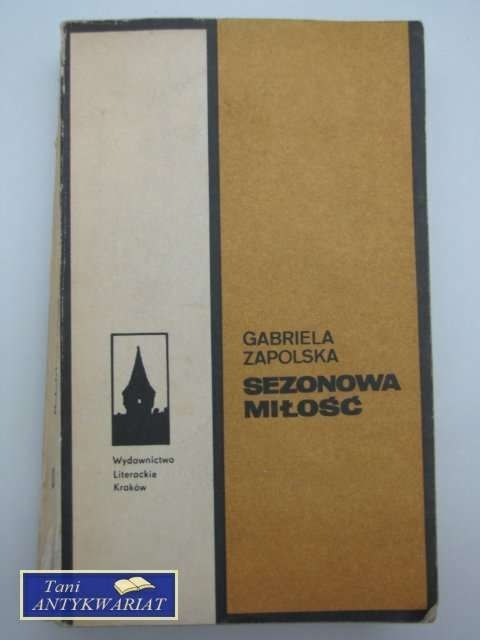 GABRIELA
ZAPOLSKA
SEZONOWA
MIŁOŚĆ
Wydawnictwo
Literackie
Kraków
Tani
ANTYKWARIAT